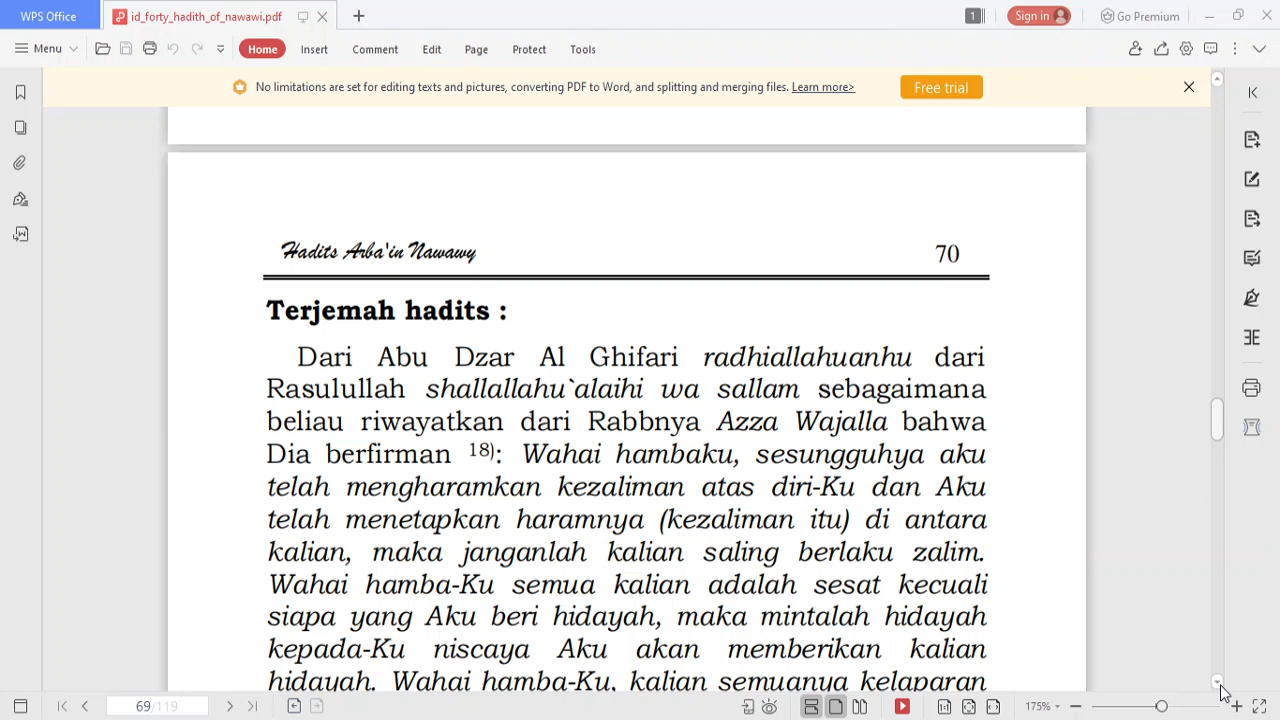 WPS Office
id_forty_hadith_of_nawawi.pdf
1
Sign in
Go Premium
Menu
Home
Insert
Comment
Edit
Page
Protect
Tools
No limitations are set for editing texts and pictures, converting PDF to Word, and splitting and merging files. Learn more>
Free trial
Hadits Arba'in Nawawy
70
Terjemah hadits :
Dari Abu Dzar Al Ghifari radhiallahuanhu dari
Rasulullah shallallahu`alaihi wa sallam sebagaimana
beliau riwayatkan dari Rabbnya Azza Wajalla bahwa
Dia berfirman 18): Wahai hambaku, sesungguhya aku
telah mengharamkan kezaliman atas diri-Ku dan Aku
telah menetapkan haramnya (kezaliman itu) di antara
kalian, maka janganlah kalian saling berlaku zalim.
Wahai hamba-Ku semua kalian adalah sesat kecuali
siapa yang Aku beri hidayah, maka mintalah hidayah
kepada-Ku niscaya Aku akan memberikan kalian
hidayah. Wahai hamba-Ku, kalian semuanya kelaparan
69/119
175%